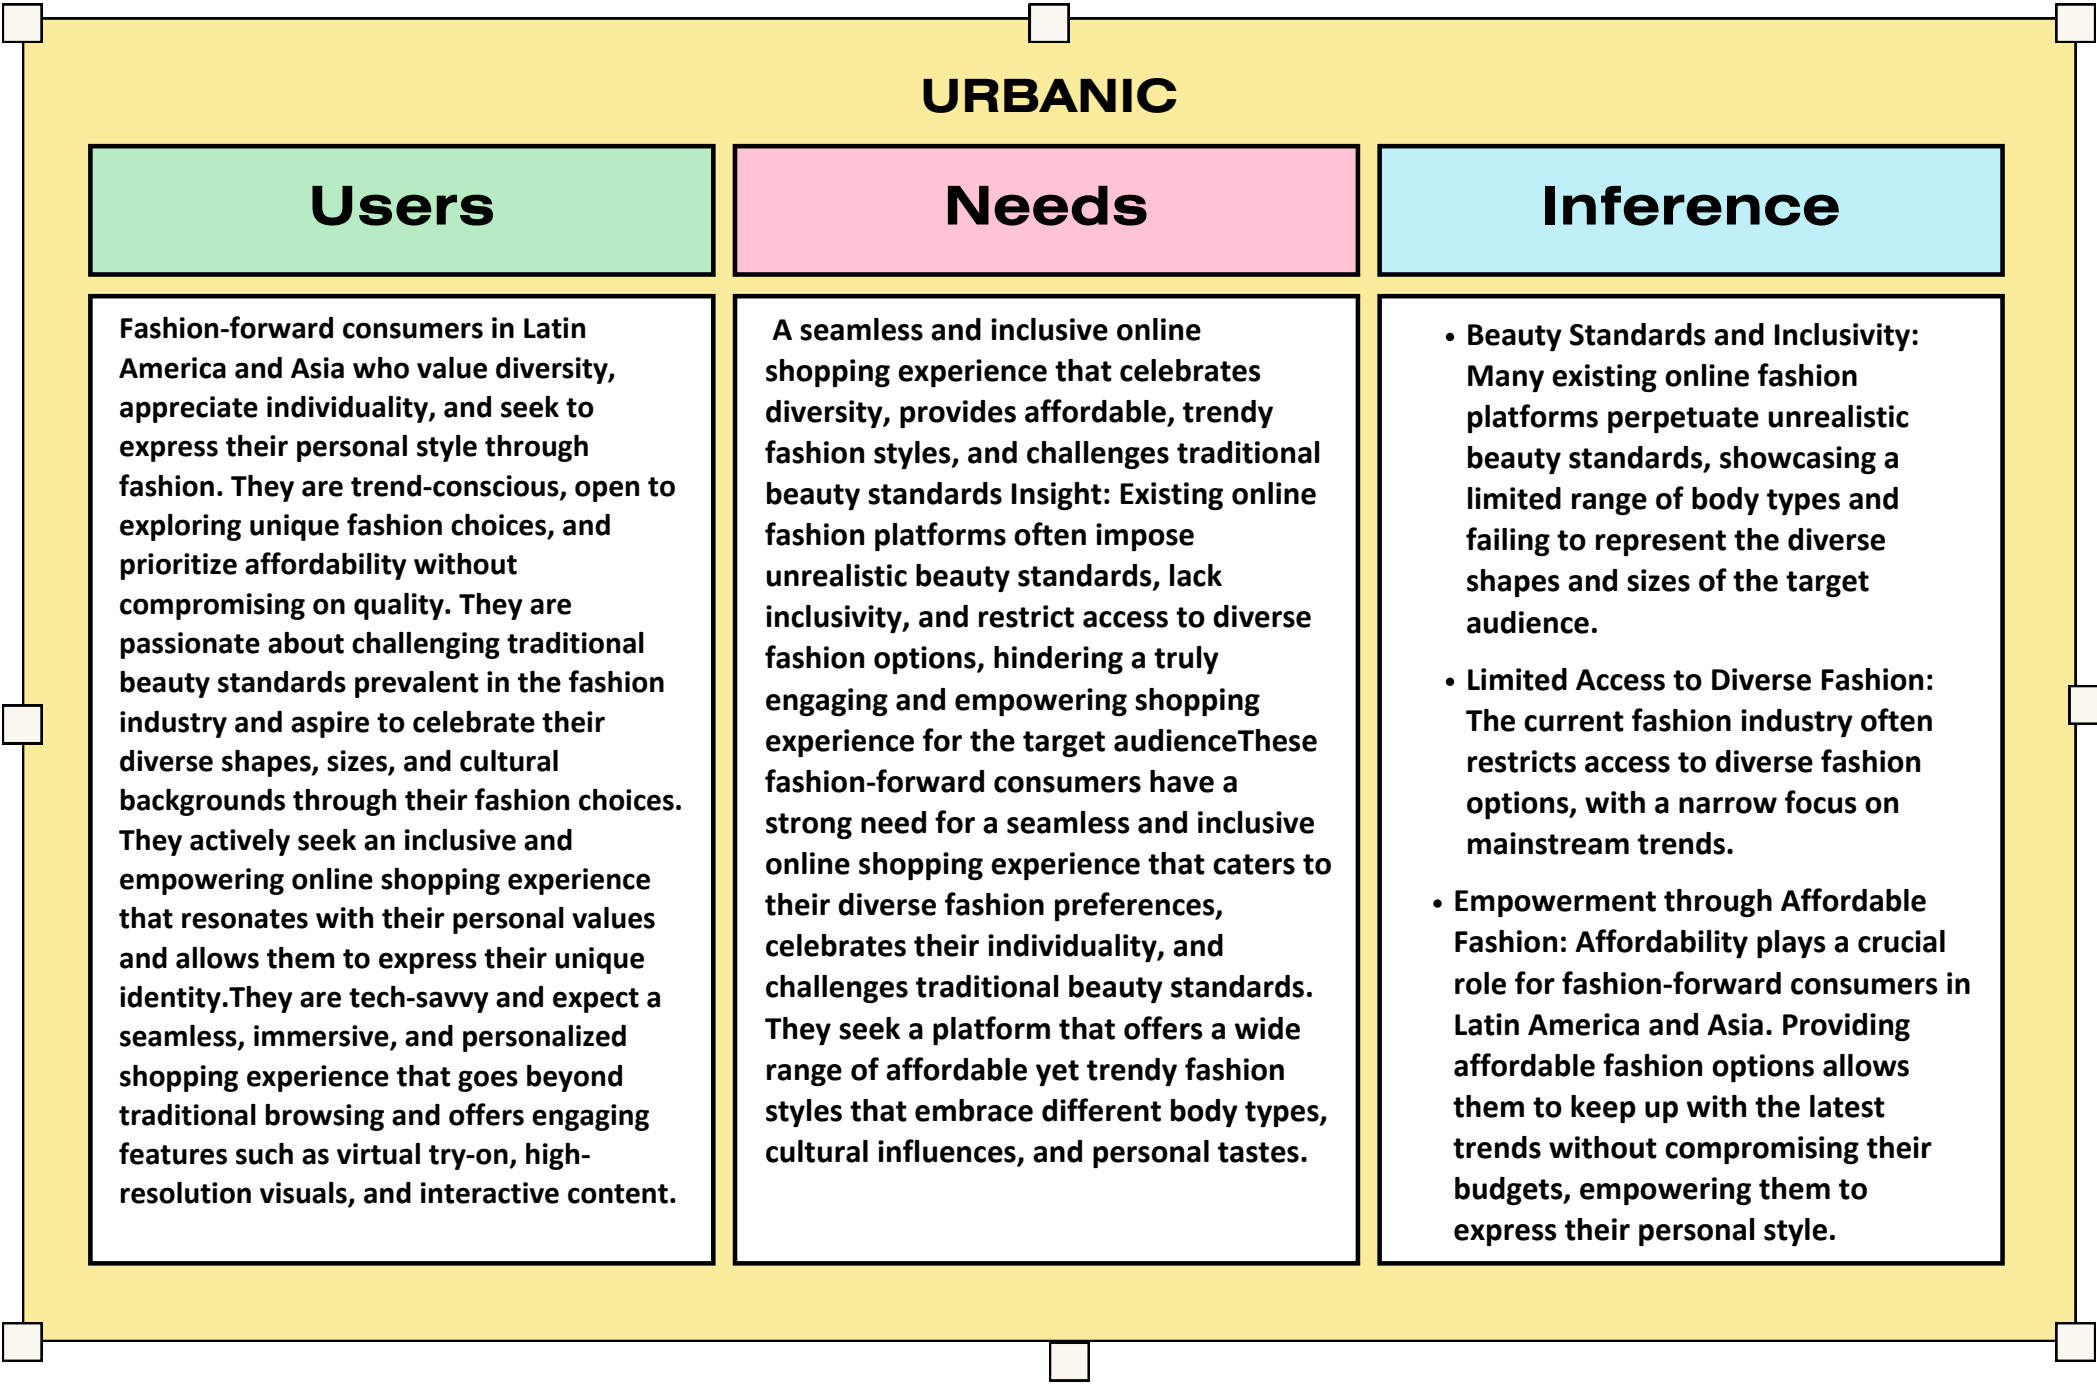 URBANIC
Users
Fashion-forward consumers in Latin
America and Asia who value diversity,
appreciate individuality, and seek to
express their personal style through
fashion. They are trend-conscious, open to
exploring unique fashion choices, and
prioritize affordability without
compromising on quality. They are
passionate about challenging traditional
beauty standards prevalent in the fashion
industry and aspire to celebrate their
diverse shapes, sizes, and cultural
backgrounds through their fashion choices.
They actively seek an inclusive and
empowering online shopping experience
that resonates with their personal values
and allows them to express their unique
identity.They are tech-savvy and expect a
seamless, immersive, and personalized
shopping experience that goes beyond
traditional browsing and offers engaging
features such as virtual try-on, high-
resolution visuals, and interactive content.
Needs
A seamless and inclusive online
shopping experience that celebrates
diversity, provides affordable, trendy
fashion styles, and challenges traditional
beauty standards Insight: Existing online
fashion platforms often impose
unrealistic beauty standards, lack
inclusivity, and restrict access to diverse
fashion options, hindering a truly
engaging and empowering shopping
experience for the target audienceThese
fashion-forward consumers have a
strong need for a seamless and inclusive
online shopping experience that caters to
their diverse fashion preferences,
celebrates their individuality, and
challenges traditional beauty standards.
They seek a platform that offers a wide
range of affordable yet trendy fashion
styles that embrace different body types,
cultural influences, and personal tastes.
Inference
• Beauty Standards and Inclusivity:
Many existing online fashion
platforms perpetuate unrealistic
beauty standards, showcasing a
limited range of body types and
failing to represent the diverse
shapes and sizes of the target
audience.
• Limited Access to Diverse Fashion:
The current fashion industry often
restricts access to diverse fashion
options, with a narrow focus on
mainstream trends.
• Empowerment through Affordable
Fashion: Affordability plays a crucial
role for fashion-forward consumers in
Latin America and Asia. Providing
affordable fashion options allows
them to keep up with the latest
trends without compromising their
budgets, empowering them to
express their personal style.